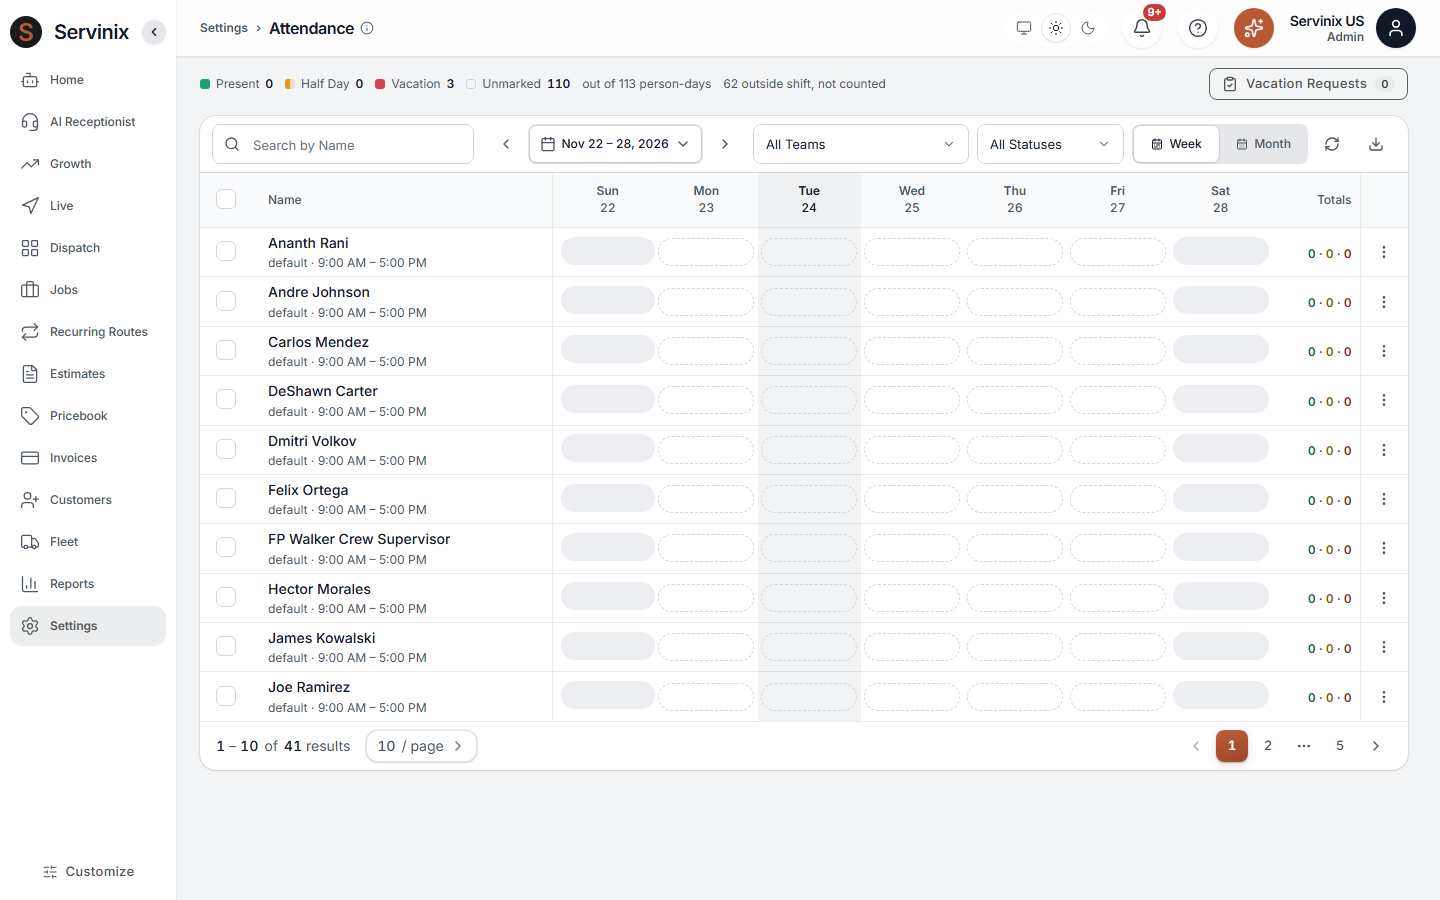 S Servinix
Settings › Attendance
9+
Servinix US
Admin
Home
AI Receptionist
Growth
Live
Dispatch
Jobs
Recurring Routes
Estimates
Pricebook
Invoices
Customers
Fleet
Reports
Settings
Customize
Present 0 Half Day 0 Vacation 3 Unmarked 110 out of 113 person-days 62 outside shift, not counted
Vacation Requests 0
Search by Name
Nov 22 – 28, 2026
All Teams
All Statuses
Week
Month
Name Sun 22 Mon 23 Tue 24 Wed 25 Thu 26 Fri 27 Sat 28 Totals
Ananth Rani
default · 9:00 AM – 5:00 PM
0 · 0 · 0
Andre Johnson
default · 9:00 AM – 5:00 PM
0 · 0 · 0
Carlos Mendez
default · 9:00 AM – 5:00 PM
0 · 0 · 0
DeShawn Carter
default · 9:00 AM – 5:00 PM
0 · 0 · 0
Dmitri Volkov
default · 9:00 AM – 5:00 PM
0 · 0 · 0
Felix Ortega
default · 9:00 AM – 5:00 PM
0 · 0 · 0
FP Walker Crew Supervisor
default · 9:00 AM – 5:00 PM
0 · 0 · 0
Hector Morales
default · 9:00 AM – 5:00 PM
0 · 0 · 0
James Kowalski
default · 9:00 AM – 5:00 PM
0 · 0 · 0
Joe Ramirez
default · 9:00 AM – 5:00 PM
0 · 0 · 0
1 – 10 of 41 results
10 / page
1 2 ••• 5